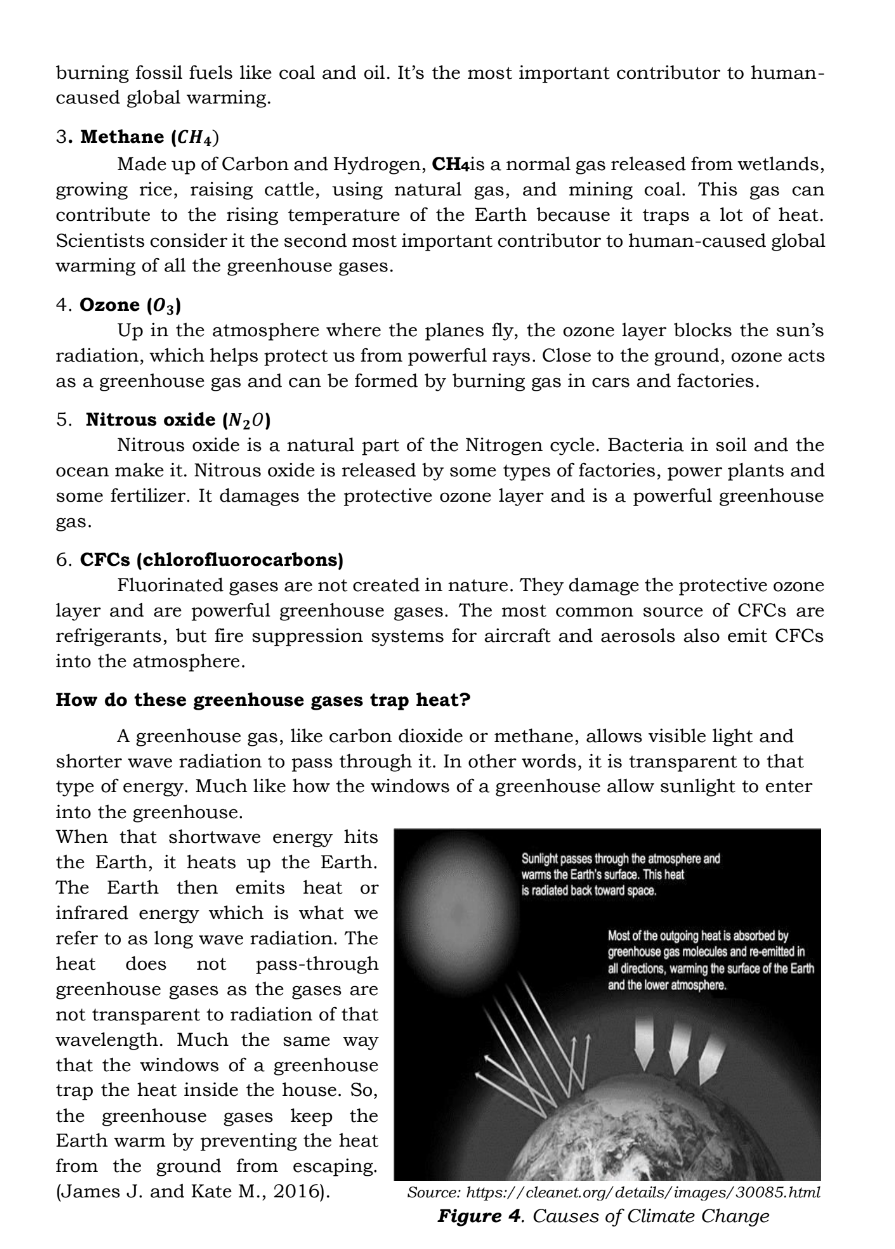 burning fossil fuels like coal and oil. It's the most important contributor to human-
caused global warming.
3. Methane (CH₄)
Made up of Carbon and Hydrogen, CH₄is a normal gas released from wetlands,
growing rice, raising cattle, using natural gas, and mining coal. This gas can
contribute to the rising temperature of the Earth because it traps a lot of heat.
Scientists consider it the second most important contributor to human-caused global
warming of all the greenhouse gases.
4. Ozone (O₃)
Up in the atmosphere where the planes fly, the ozone layer blocks the sun's
radiation, which helps protect us from powerful rays. Close to the ground, ozone acts
as a greenhouse gas and can be formed by burning gas in cars and factories.
5. Nitrous oxide (N₂O)
Nitrous oxide is a natural part of the Nitrogen cycle. Bacteria in soil and the
ocean make it. Nitrous oxide is released by some types of factories, power plants and
some fertilizer. It damages the protective ozone layer and is a powerful greenhouse
gas.
6. CFCs (chlorofluorocarbons)
Fluorinated gases are not created in nature. They damage the protective ozone
layer and are powerful greenhouse gases. The most common source of CFCs are
refrigerants, but fire suppression systems for aircraft and aerosols also emit CFCs
into the atmosphere.
How do these greenhouse gases trap heat?
A greenhouse gas, like carbon dioxide or methane, allows visible light and
shorter wave radiation to pass through it. In other words, it is transparent to that
type of energy. Much like how the windows of a greenhouse allow sunlight to enter
into the greenhouse.
When that shortwave energy hits
the Earth, it heats up the Earth.
The Earth then emits heat or
infrared energy which is what we
refer to as long wave radiation. The
heat does not pass-through
greenhouse gases as the gases are
not transparent to radiation of that
wavelength. Much the same way
that the windows of a greenhouse
trap the heat inside the house. So,
the greenhouse gases keep the
Earth warm by preventing the heat
from the ground from escaping.
(James J. and Kate M., 2016).
Sunlight passes through the atmosphere and
warms the Earth's surface. This heat
is radiated back toward space.
Most of the outgoing heat is absorbed by
greenhouse gas molecules and re-emitted in
all directions, warming the surface of the Earth
and the lower atmosphere.
Source: https://cleanet.org/details/images/30085.html
Figure 4. Causes of Climate Change